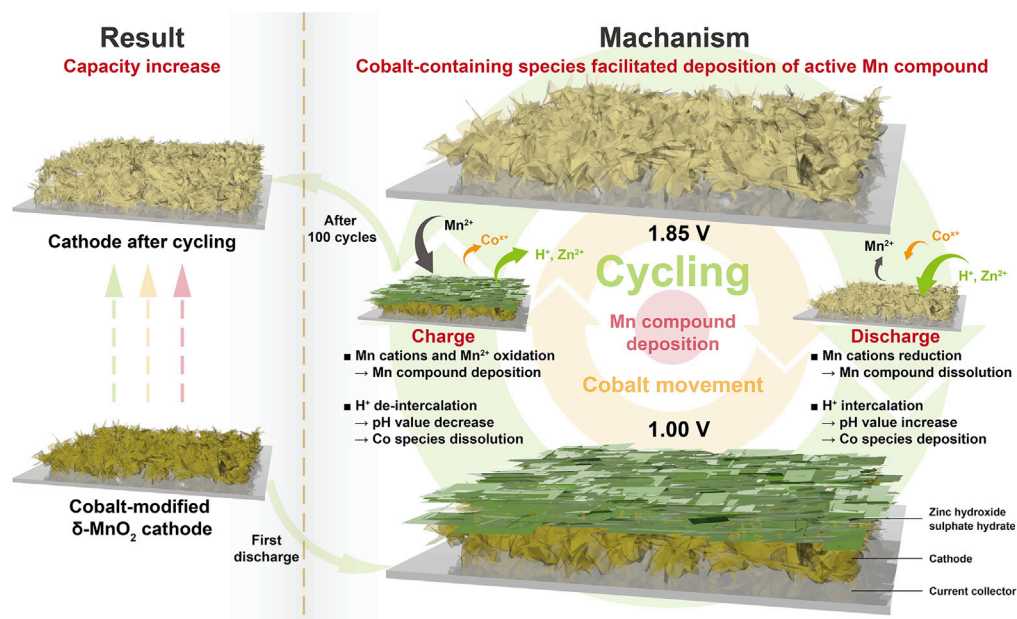 Result
Capacity increase
Cathode after cycling
Cobalt-modified
δ-MnO₂ cathode
After
100 cycles
First
discharge
Machanism
Cobalt-containing species facilitated deposition of active Mn compound
1.85 V
Cycling
Mn compound
deposition
Cobalt movement
1.00 V
Mn²⁺
Coˣ⁺
H⁺, Zn²⁺
Charge
■ Mn cations and Mn²⁺ oxidation
→ Mn compound deposition
■ H⁺ de-intercalation
→ pH value decrease
→ Co species dissolution
Mn²⁺
Coˣ⁺
H⁺, Zn²⁺
Discharge
■ Mn cations reduction
→ Mn compound dissolution
■ H⁺ intercalation
→ pH value increase
→ Co species deposition
Zinc hydroxide
sulphate hydrate
Cathode
Current collector